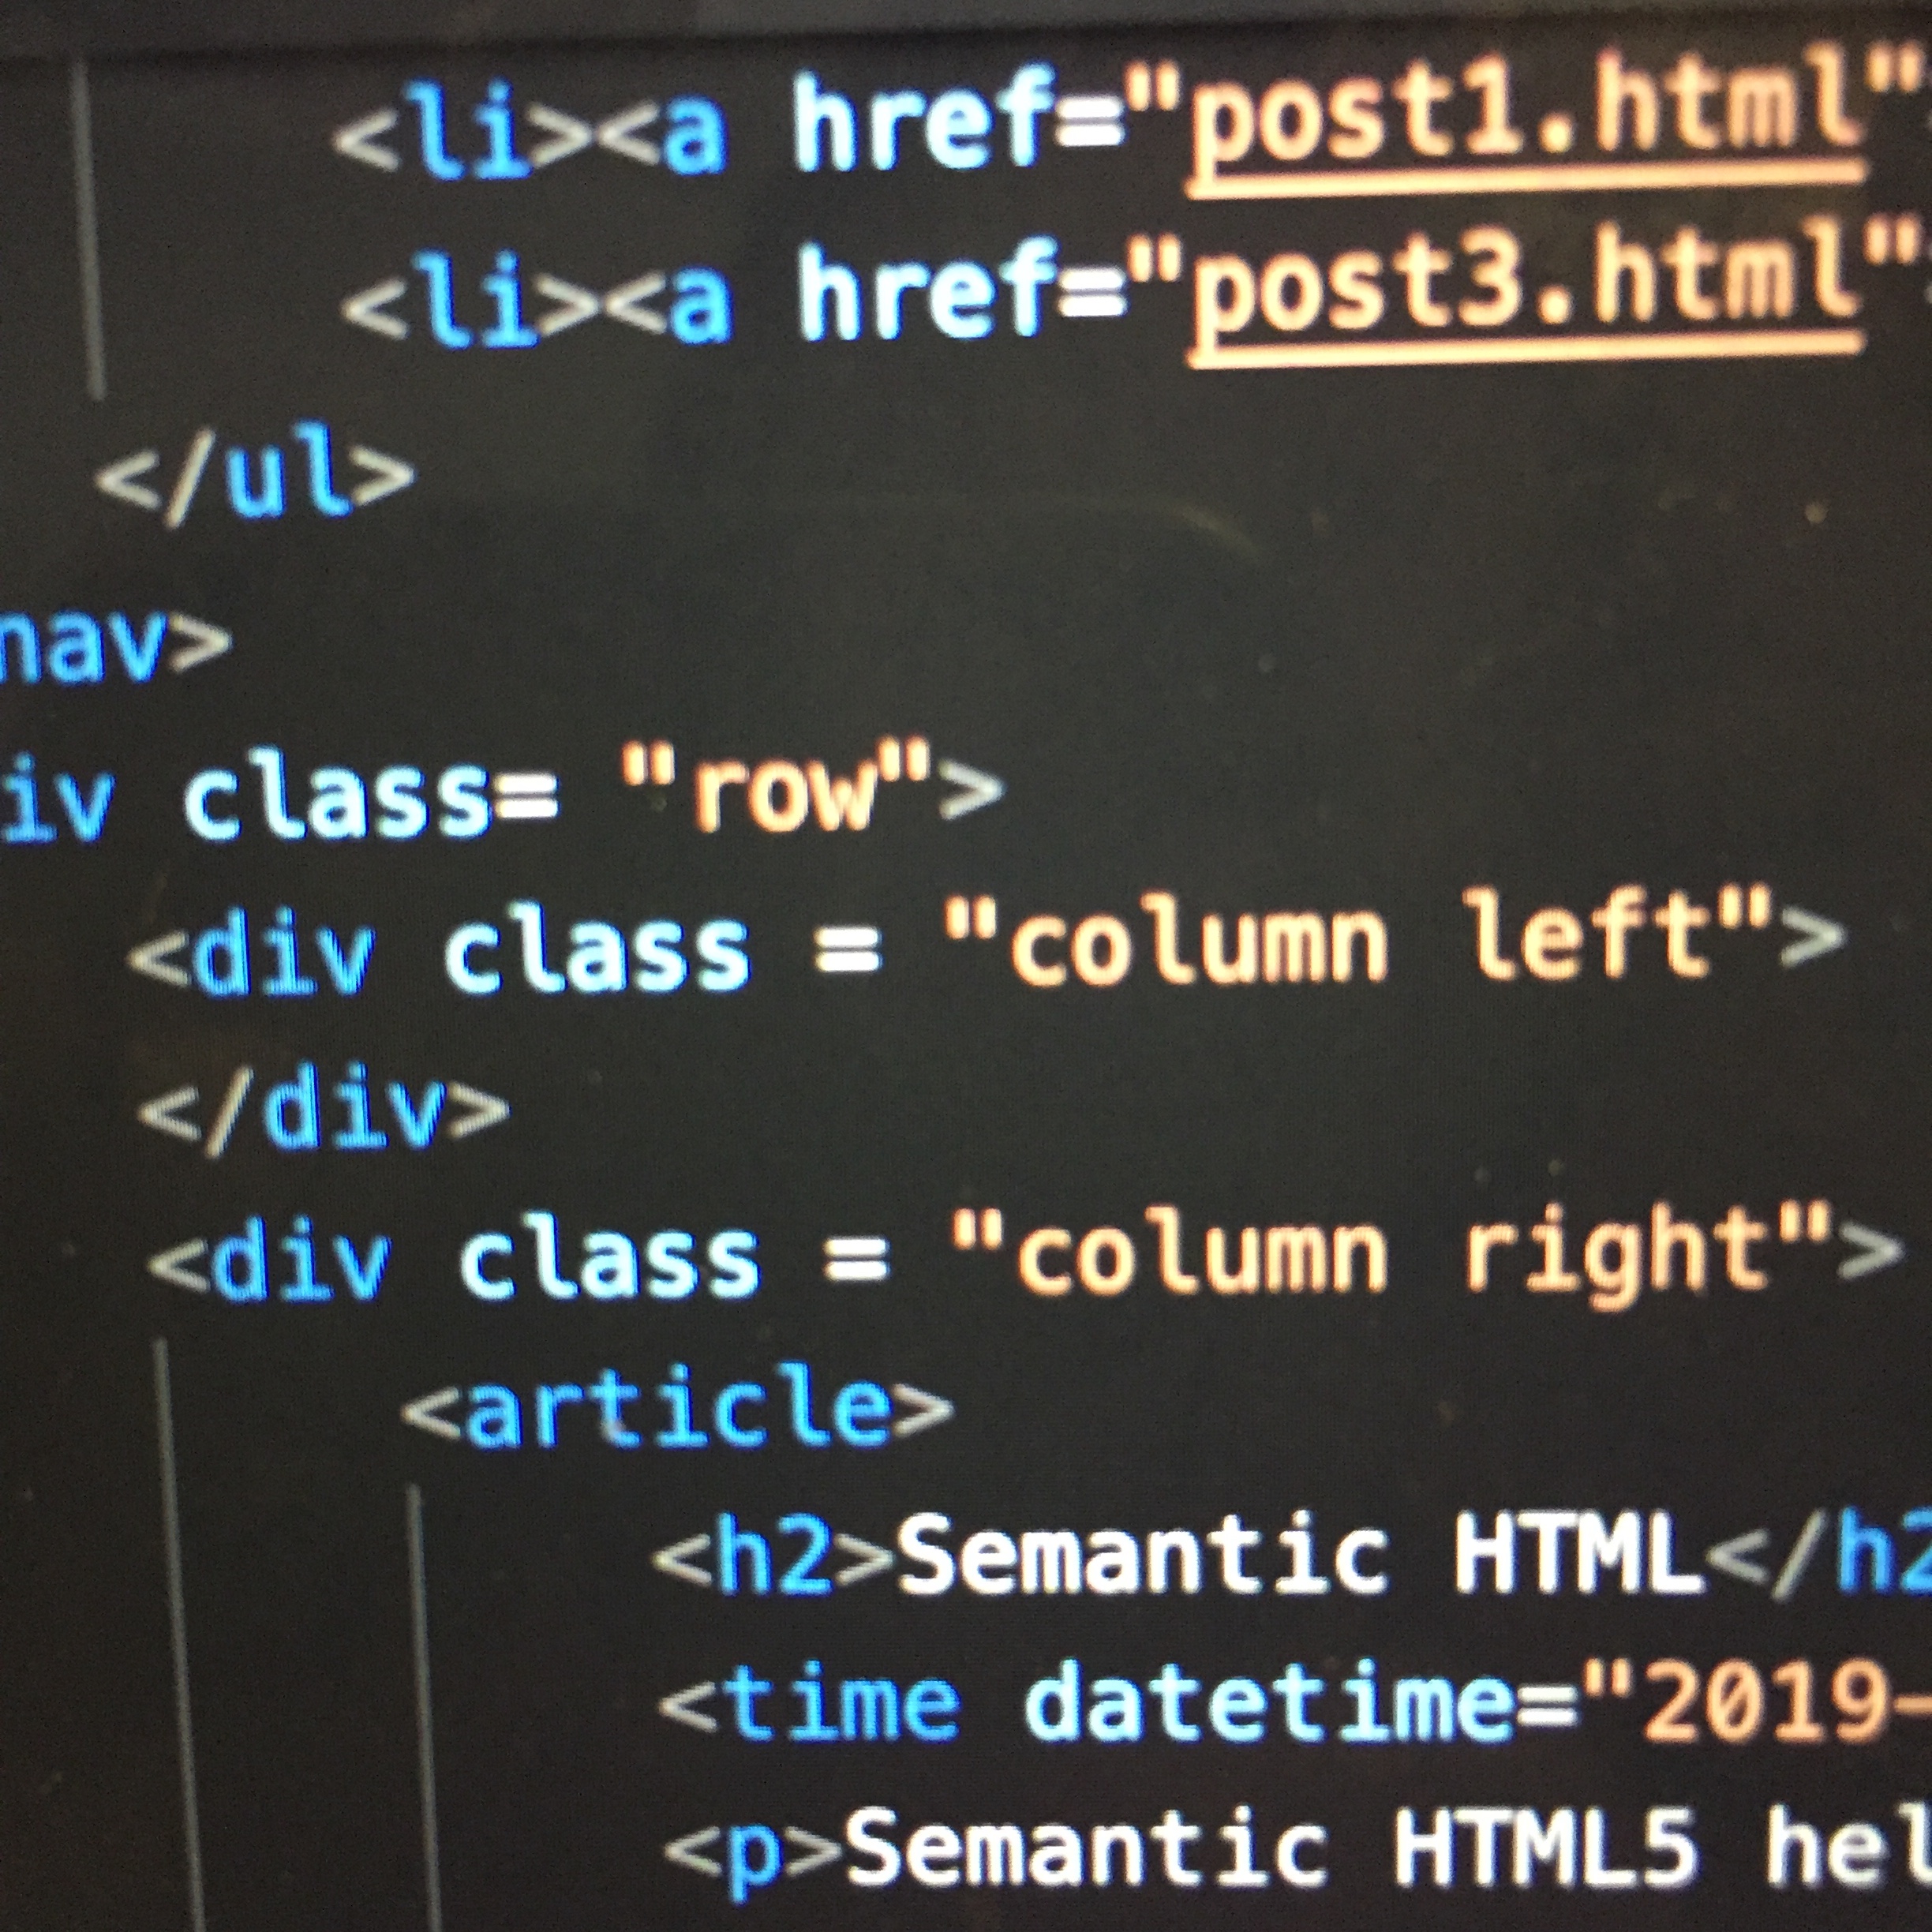 <li><a href="post1.html"
<li><a href="post3.html"
</ul>
nav>
iv class= "row">
<div class = "column left">
</div>
<div class = "column right">
<article>
<h2>Semantic HTML</h2
<time datetime="2019-
<p>Semantic HTML5 hel